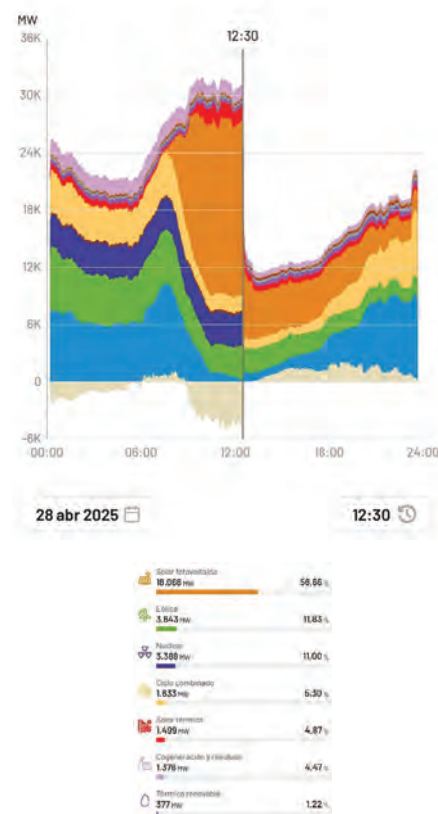 MW
36K
12:30
30K
24K
18K
12K
6K
0
-6K
00:00 06:00 12:00 18:00 24:00
28 abr 2025 12:30
Solar fotovoltaica
18.068 MW 58,66 %
Eólica
3.643 MW 11,83 %
Nuclear
3.388 MW 11,00 %
Ciclo combinado
1.633 MW 5,30 %
Solar térmica
1.499 MW 4,87 %
Cogeneración y residuos
1.376 MW 4,47 %
Térmica renovable
377 MW 1,22 %